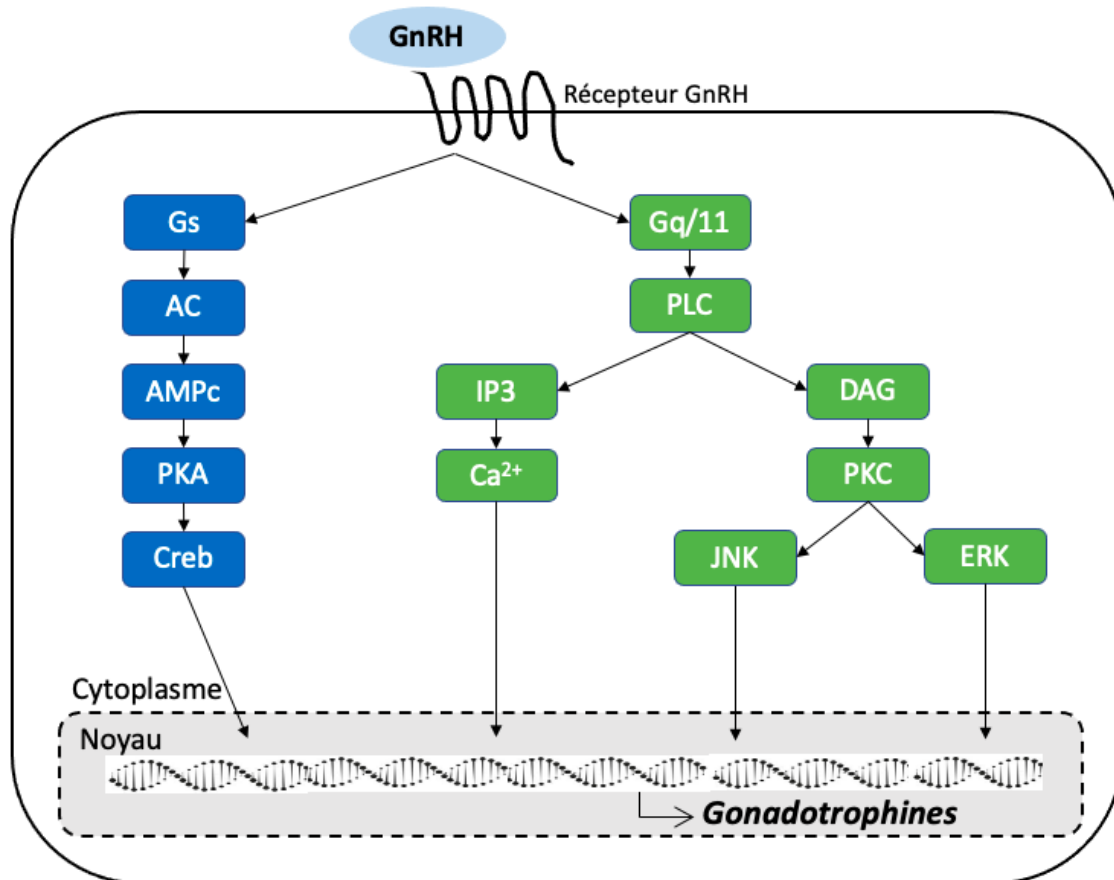 GnRH
Récepteur GnRH
Gs
Gq/11
AC
PLC
AMPc
IP3
DAG
PKA
Ca²⁺
PKC
Creb
JNK
ERK
Cytoplasme
Noyau
Gonadotrophines